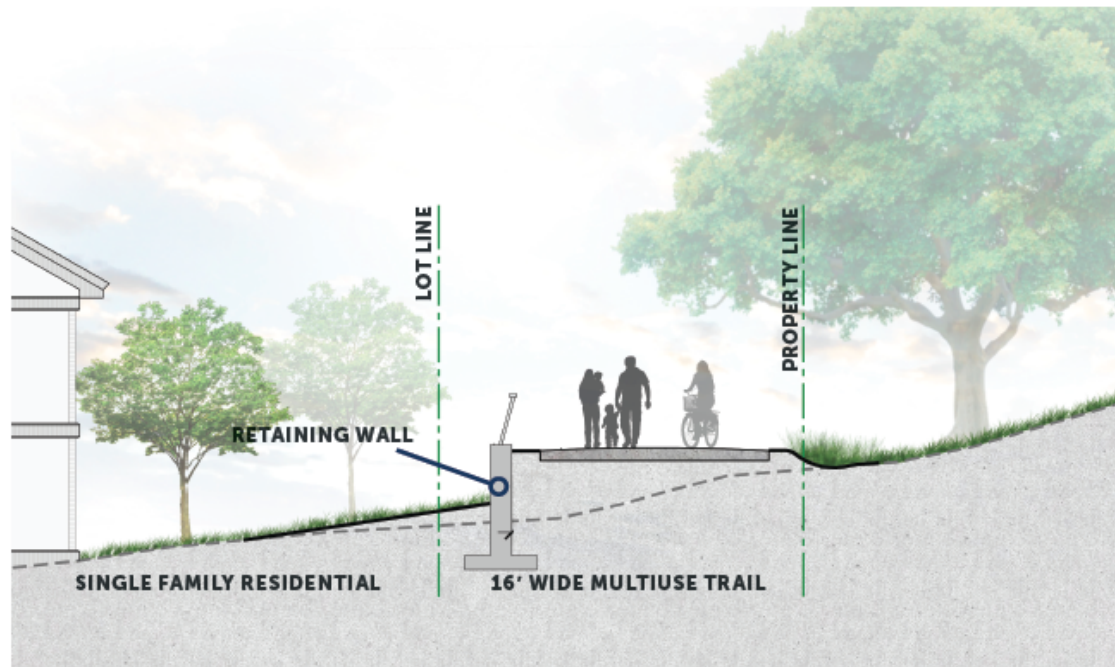 LOT LINE
PROPERTY LINE
RETAINING WALL
SINGLE FAMILY RESIDENTIAL
16' WIDE MULTIUSE TRAIL